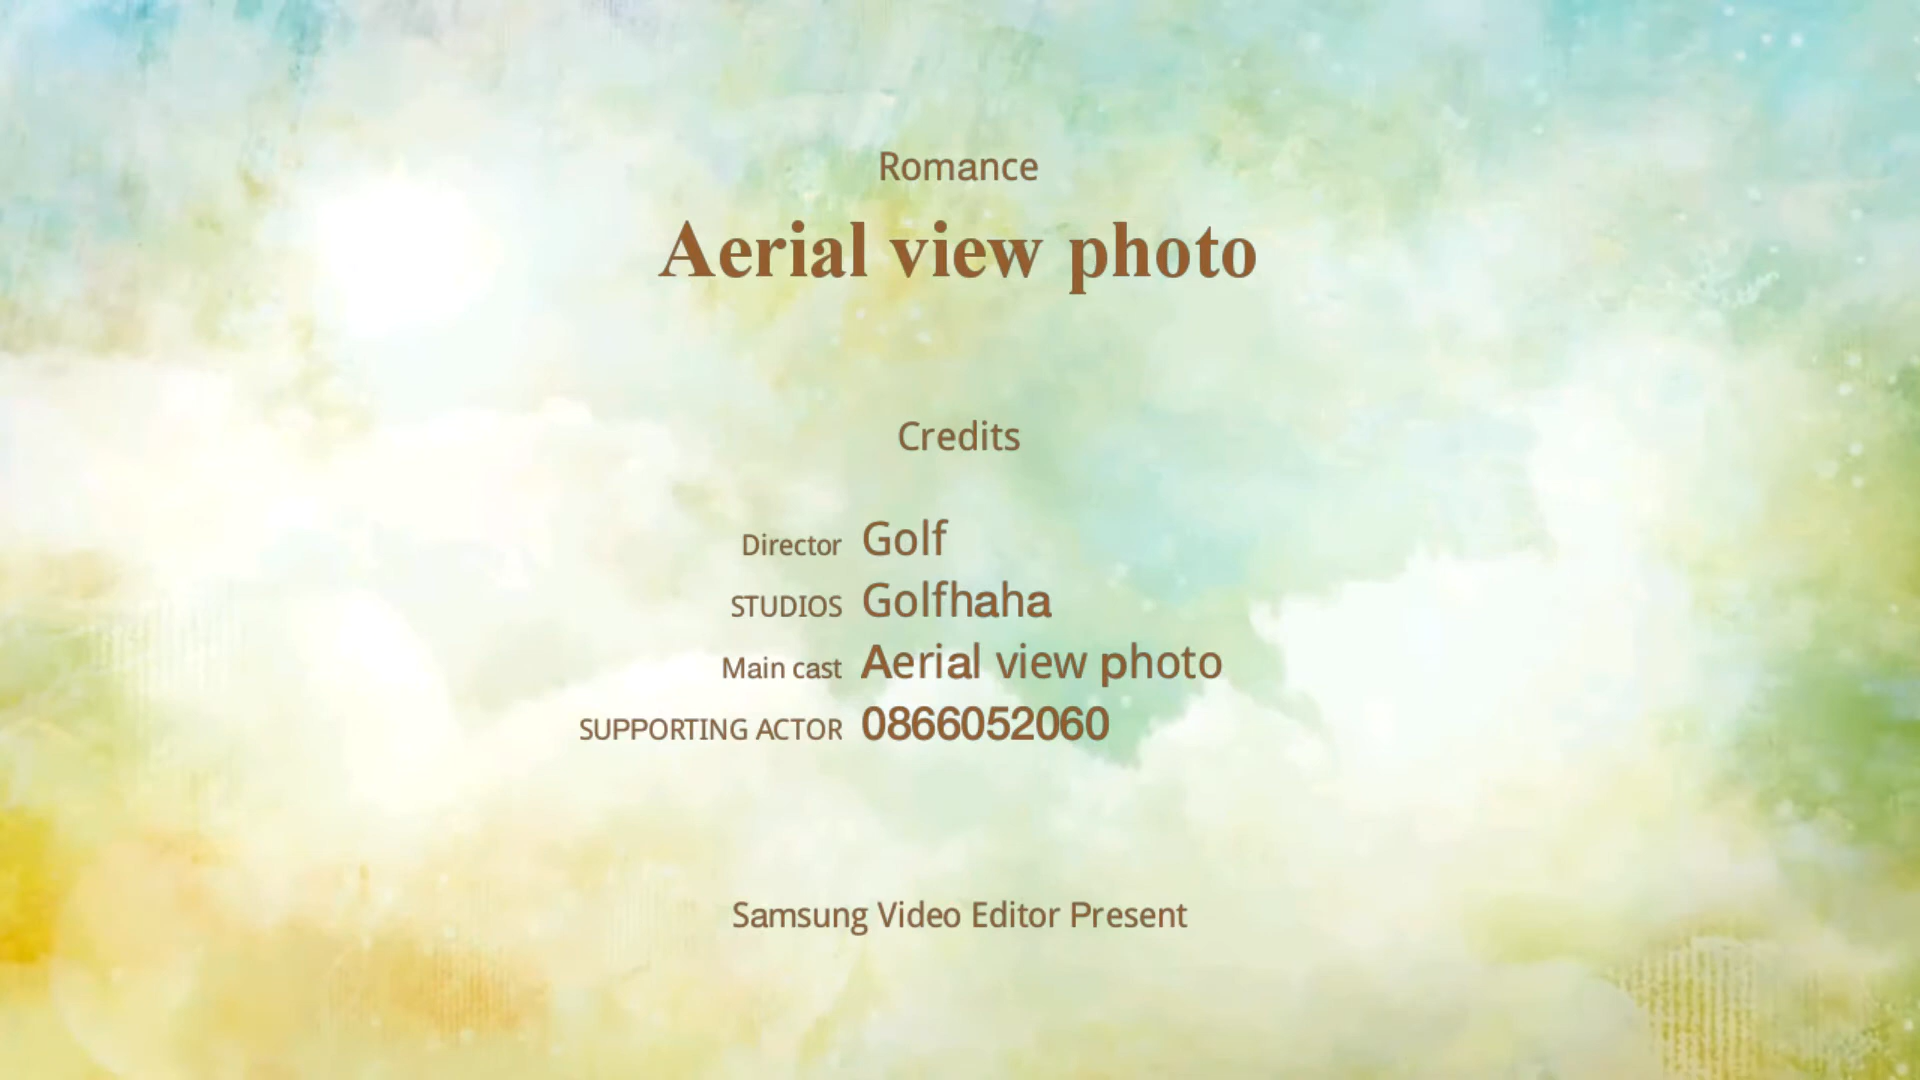 Romance
Aerial view photo
Credits
Director Golf
STUDIOS Golfhaha
Main cast Aerial view photo
SUPPORTING ACTOR 0866052060
Samsung Video Editor Present